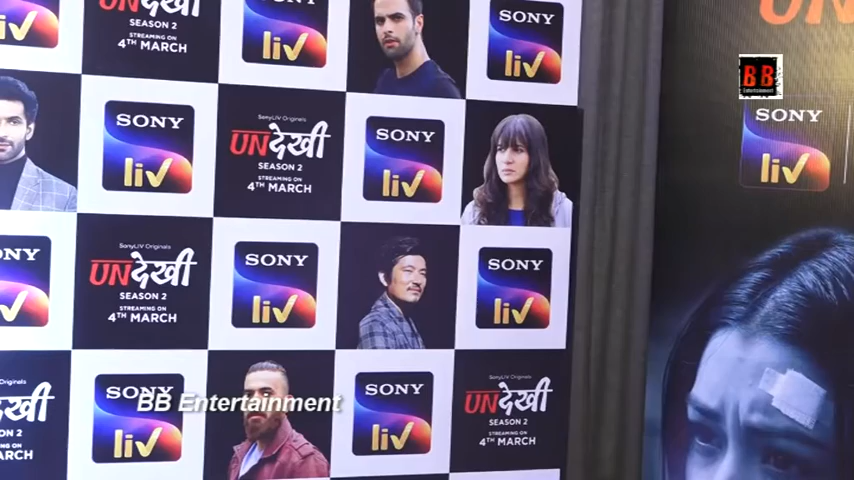 UNदेखी
SEASON 2
STREAMING ON
4TH MARCH
liv
SONY
liv
UN
BB
Entertainment
SONY
liv
SONY
liv
SonyLIV Originals
UNदेखी
SEASON 2
STREAMING ON
4TH MARCH
SONY
liv
SonyLIV Originals
UNदेखी
SEASON 2
STREAMING ON
4TH MARCH
SONY
liv
SONY
liv
SONY
liv
BB Entertainment
SONY
liv
SonyLIV Originals
UNदेखी
SEASON 2
STREAMING ON
4TH MARCH